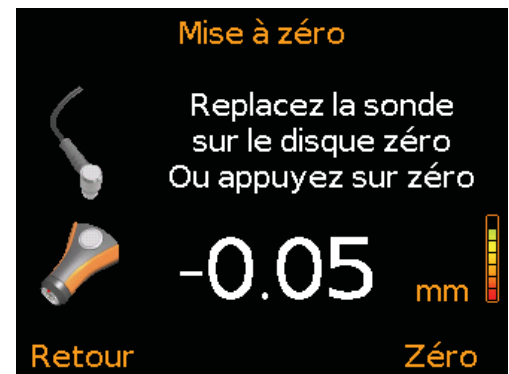 Mise à zéro
Replacez la sonde
sur le disque zéro
Ou appuyez sur zéro
-0.05 mm
Retour Zéro